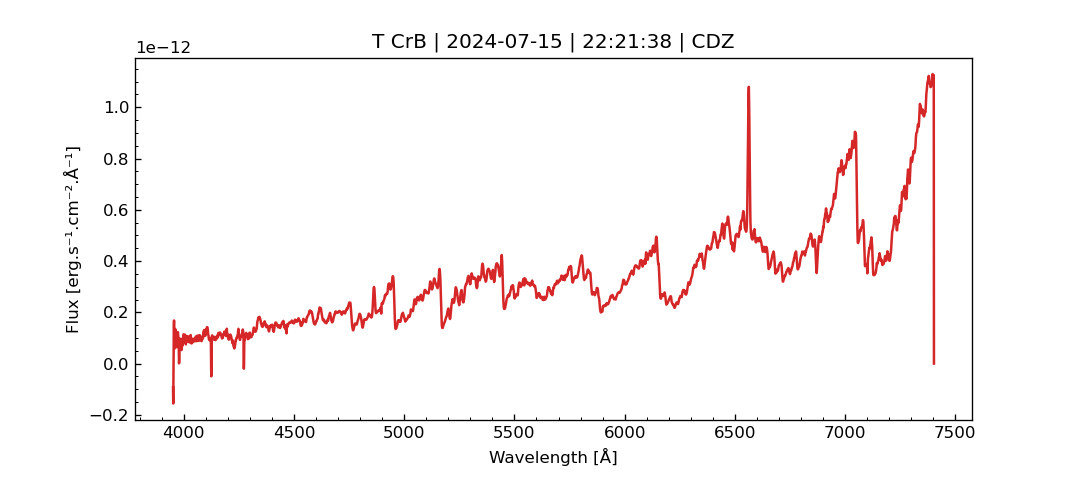 T CrB | 2024-07-15 | 22:21:38 | CDZ
1e−12
1.0
0.8
0.6
0.4
0.2
0.0
−0.2
Flux [erg.s⁻¹.cm⁻².Å⁻¹]
4000 4500 5000 5500 6000 6500 7000 7500
Wavelength [Å]